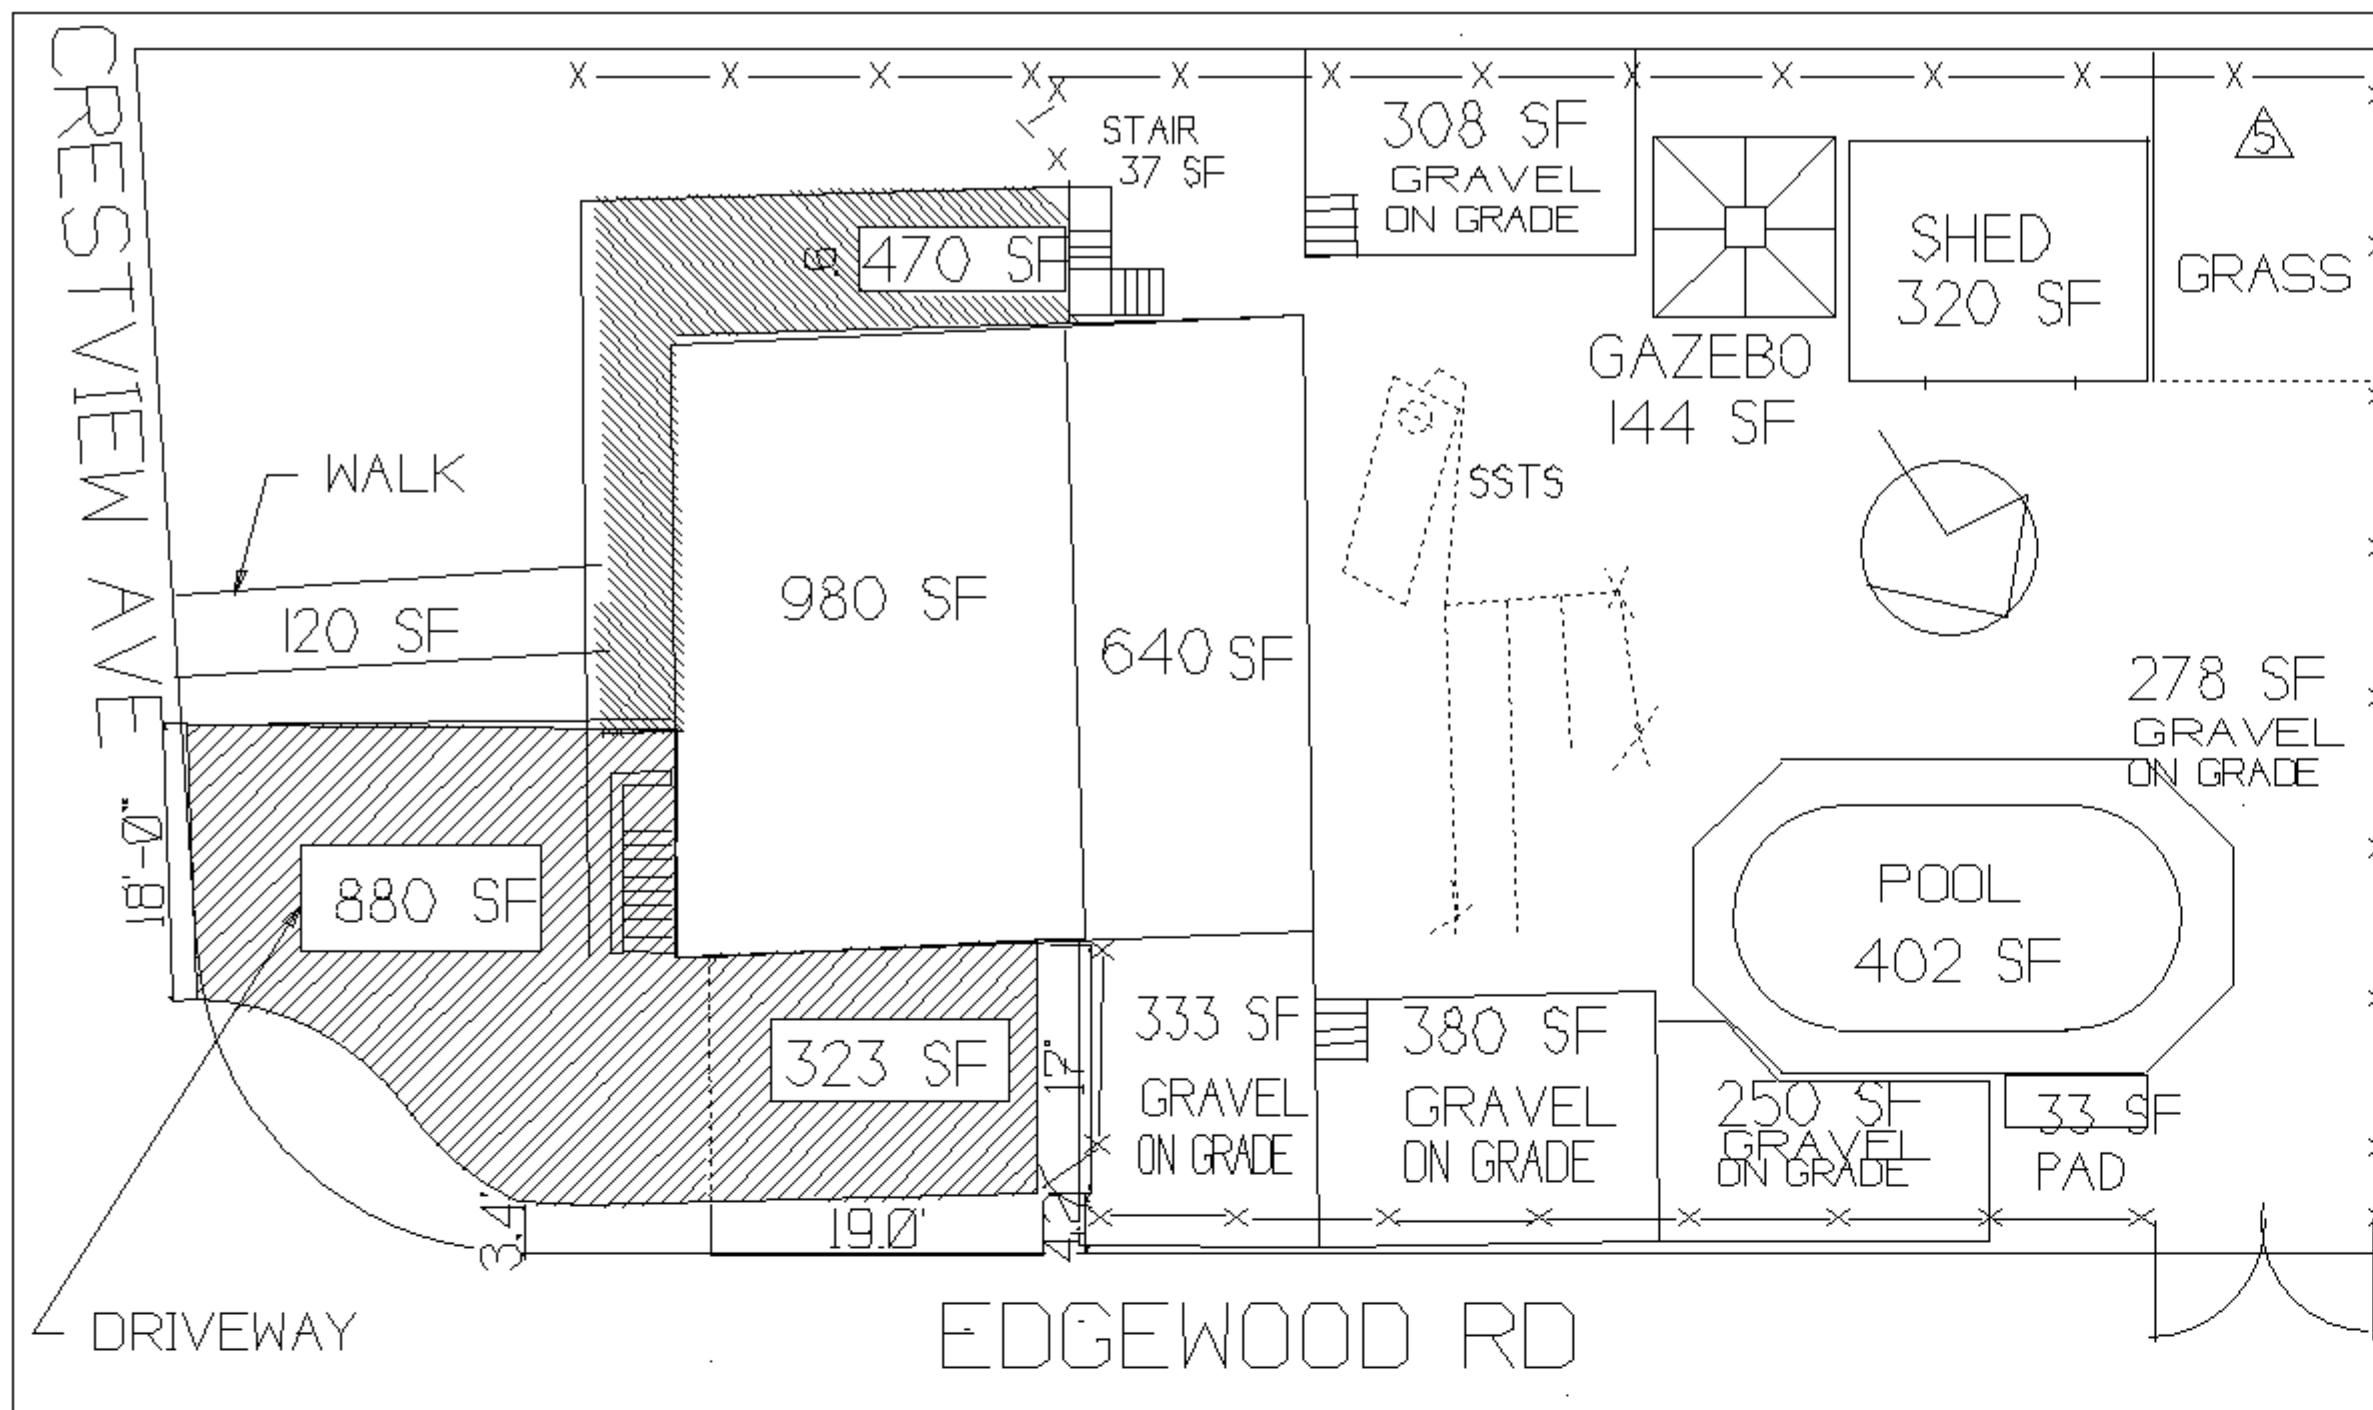 CRESTVIEW AVE
STAIR
37 SF
308 SF
GRAVEL
ON GRADE
5
470 SF
SHED
320 SF
GRASS
GAZEBO
144 SF
WALK
SSTS
980 SF
120 SF
640 SF
278 SF
GRAVEL
ON GRADE
18'-0"
880 SF
POOL
402 SF
333 SF
GRAVEL
ON GRADE
380 SF
GRAVEL
ON GRADE
323 SF
17'
250 SF
GRAVEL
ON GRADE
33 SF
PAD
3.4'
19.0'
DRIVEWAY
EDGEWOOD RD